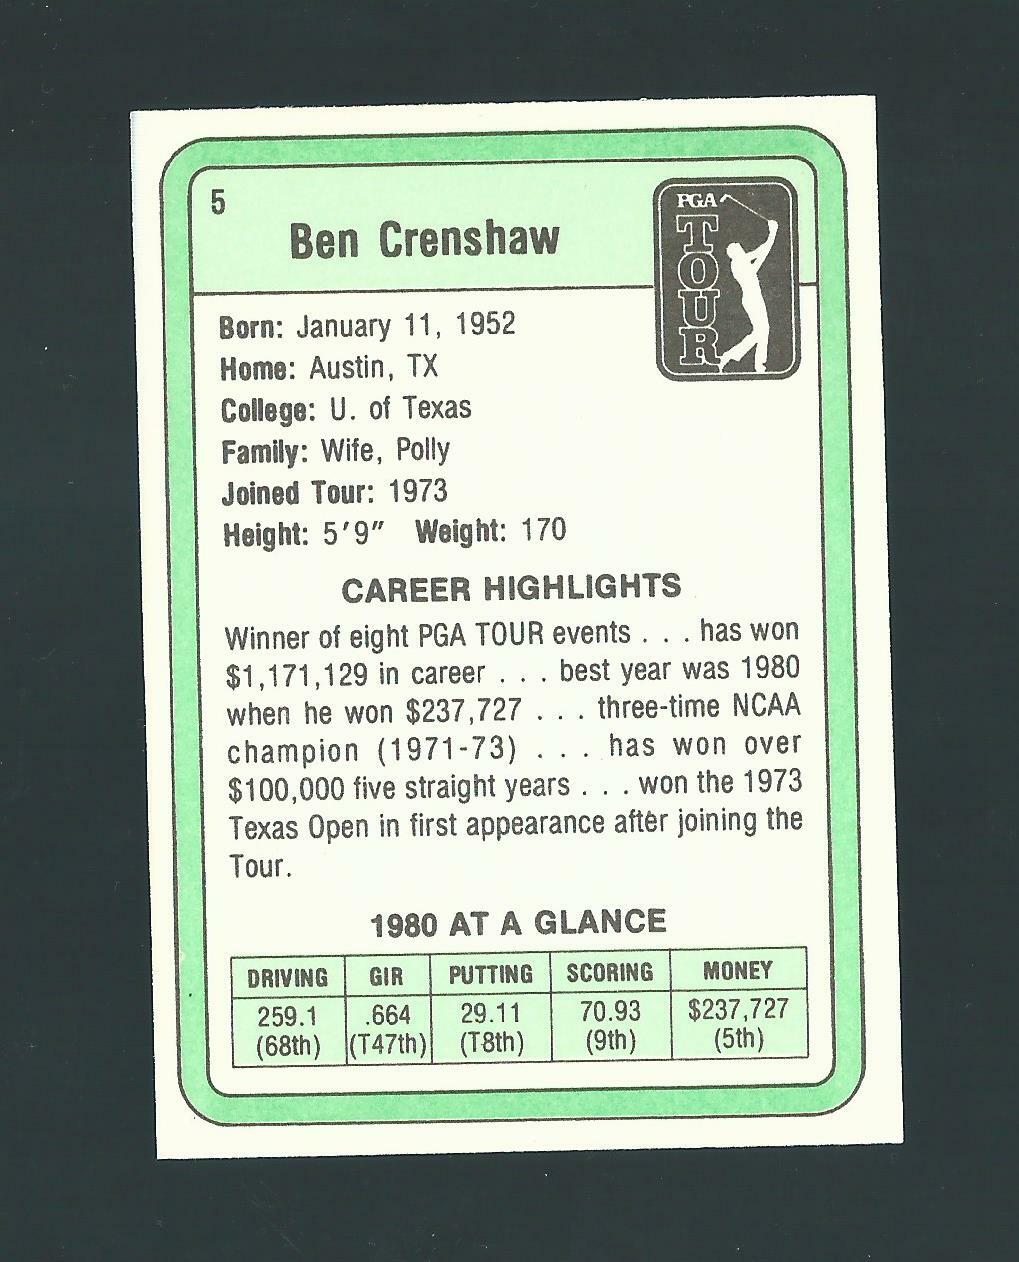 5
Ben Crenshaw
PGA
TOUR
Born: January 11, 1952
Home: Austin, TX
College: U. of Texas
Family: Wife, Polly
Joined Tour: 1973
Height: 5'9" Weight: 170
CAREER HIGHLIGHTS
Winner of eight PGA TOUR events . . . has won
$1,171,129 in career . . . best year was 1980
when he won $237,727 . . . three-time NCAA
champion (1971-73) . . . has won over
$100,000 five straight years . . . won the 1973
Texas Open in first appearance after joining the
Tour.
1980 AT A GLANCE
DRIVING GIR PUTTING SCORING MONEY
259.1 .664 29.11 70.93 $237,727
(68th) (T47th) (T8th) (9th) (5th)